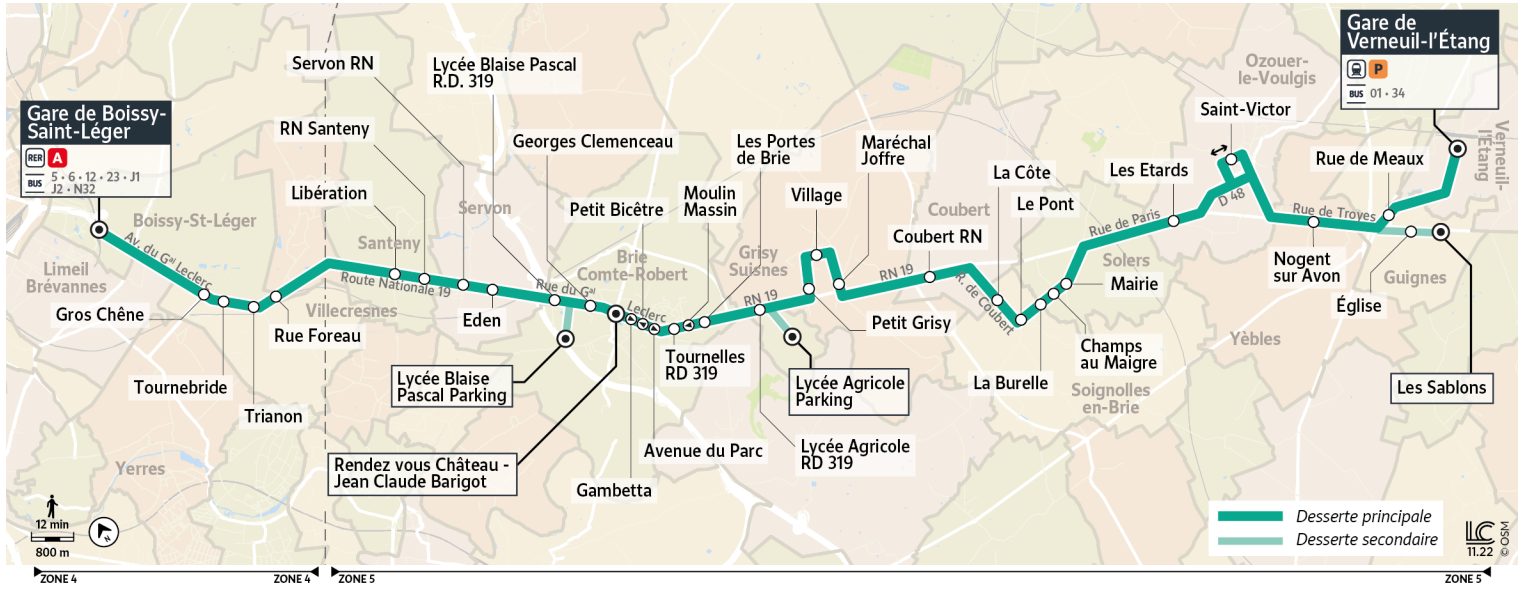 Gare de Boissy-
Saint-Léger
RER A
BUS 5 • 6 • 12 • 23 • J1
J2 • N32
Gare de
Verneuil-l'Étang
P
BUS 01 • 34
Servon RN
Lycée Blaise Pascal
R.D. 319
RN Santeny
Georges Clemenceau
Les Portes
de Brie
Maréchal
Joffre
Saint-Victor
Rue de Meaux
Libération
Petit Bicêtre
Moulin
Massin
Village
La Côte
Les Etards
Le Pont
Coubert RN
Boissy-St-Léger
Servon
Santeny
Limeil
Brévannes
Villecresnes
Brie
Comte-Robert
Grisy
Suisnes
Coubert
Solers
Ozouer-
le-Voulgis
Verneuil-
l'Étang
Guignes
Yèbles
Soignolles
en-Brie
Yerres
Av. du Gal Leclerc
Route Nationale 19
Rue du Gal
Leclerc
RN 19
RN 19
R. de Coubert
Rue de Paris
D 48
Rue de Troyes
Gros Chêne
Rue Foreau
Tournebride
Trianon
Eden
Lycée Blaise
Pascal Parking
Rendez vous Château -
Jean Claude Barigot
Gambetta
Avenue du Parc
Tournelles
RD 319
Lycée Agricole
Parking
Lycée Agricole
RD 319
Petit Grisy
La Burelle
Champs
au Maigre
Mairie
Nogent
sur Avon
Église
Les Sablons
12 min
800 m
N
Desserte principale
Desserte secondaire
LC
11.22
© OSM
ZONE 4
ZONE 4
ZONE 5
ZONE 5